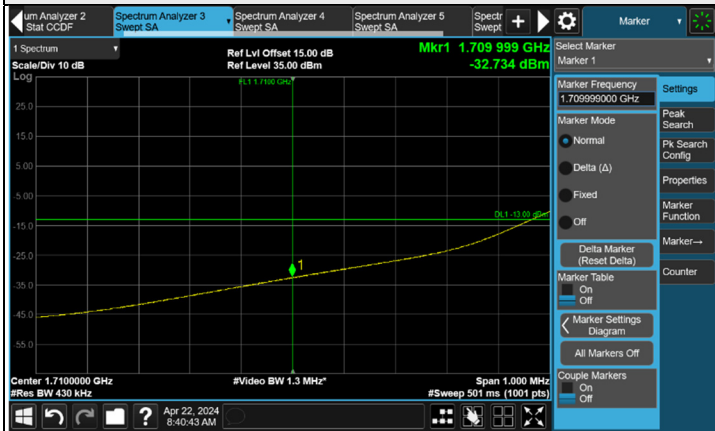 um Analyzer 2
Stat CCDF
Spectrum Analyzer 3
Swept SA
Spectrum Analyzer 4
Swept SA
Spectrum Analyzer 5
Swept SA
Spectr
Swept
Marker
1 Spectrum
Scale/Div 10 dB
Log
Ref Lvl Offset 15.00 dB
Ref Level 35.00 dBm
Mkr1 1.709 999 GHz
-32.734 dBm
FL1 1.7100 GHz
25.0
15.0
5.00
-5.00
DL1 -13.00 dBm
-15.0
-25.0
1
-35.0
-45.0
-55.0
Center 1.7100000 GHz
#Res BW 430 kHz
#Video BW 1.3 MHz*
Span 1.000 MHz
#Sweep 501 ms (1001 pts)
Apr 22, 2024
8:40:43 AM
Select Marker
Marker 1
Marker Frequency
1.709999000 GHz
Marker Mode
Normal
Delta (Δ)
Fixed
Off
Delta Marker
(Reset Delta)
Marker Table
On
Off
Marker Settings
Diagram
All Markers Off
Couple Markers
On
Off
Settings
Peak
Search
Pk Search
Config
Properties
Marker
Function
Marker→
Counter